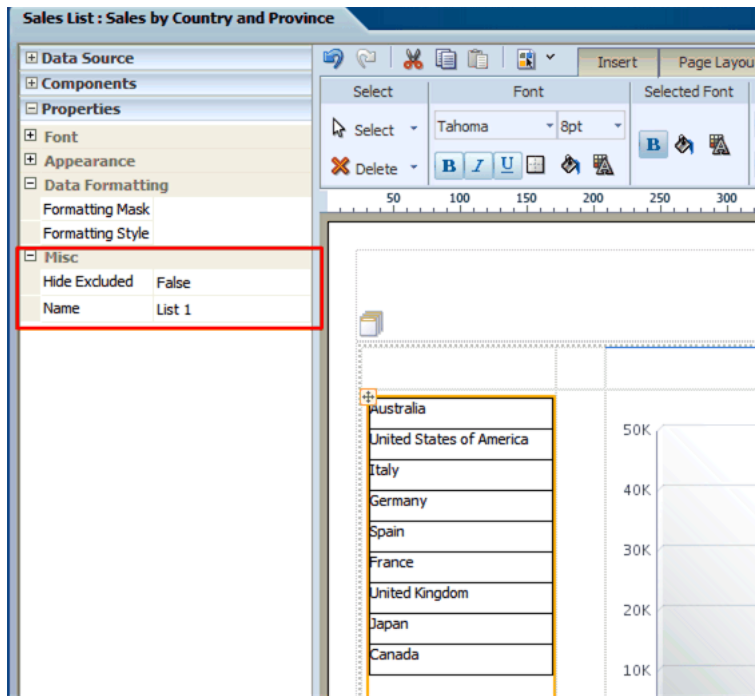 Sales List : Sales by Country and Province
Data Source
Components
Properties
Font
Appearance
Data Formatting
Formatting Mask
Formatting Style
Misc
Hide Excluded False
Name List 1
Insert Page Layou
Select Font Selected Font
Select Tahoma 8pt
Delete B I U B
50 100 150 200 250 300
Australia
United States of America
Italy
Germany
Spain
France
United Kingdom
Japan
Canada
50K
40K
30K
20K
10K